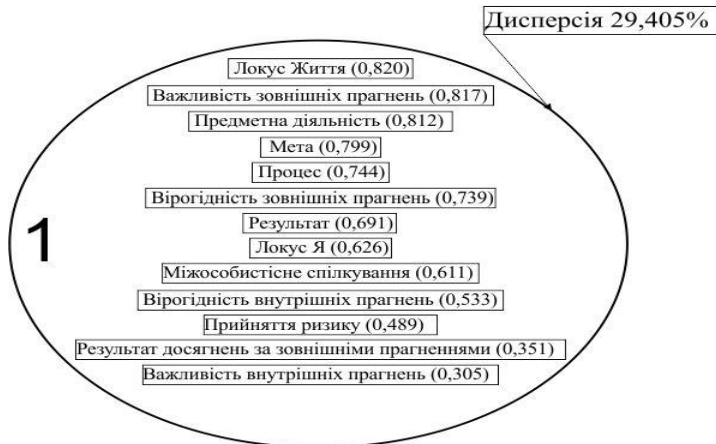 Дисперсія 29,405%
Локус Життя (0,820)
Важливість зовнішніх прагнень (0,817)
Предметна діяльність (0,812)
Мета (0,799)
Процес (0,744)
Вірогідність зовнішніх прагнень (0,739)
Результат (0,691)
1
Локус Я (0,626)
Міжособистісне спілкування (0,611)
Вірогідність внутрішніх прагнень (0,533)
Прийняття ризику (0,489)
Результат досягнень за зовнішніми прагненнями (0,351)
Важливість внутрішніх прагнень (0,305)